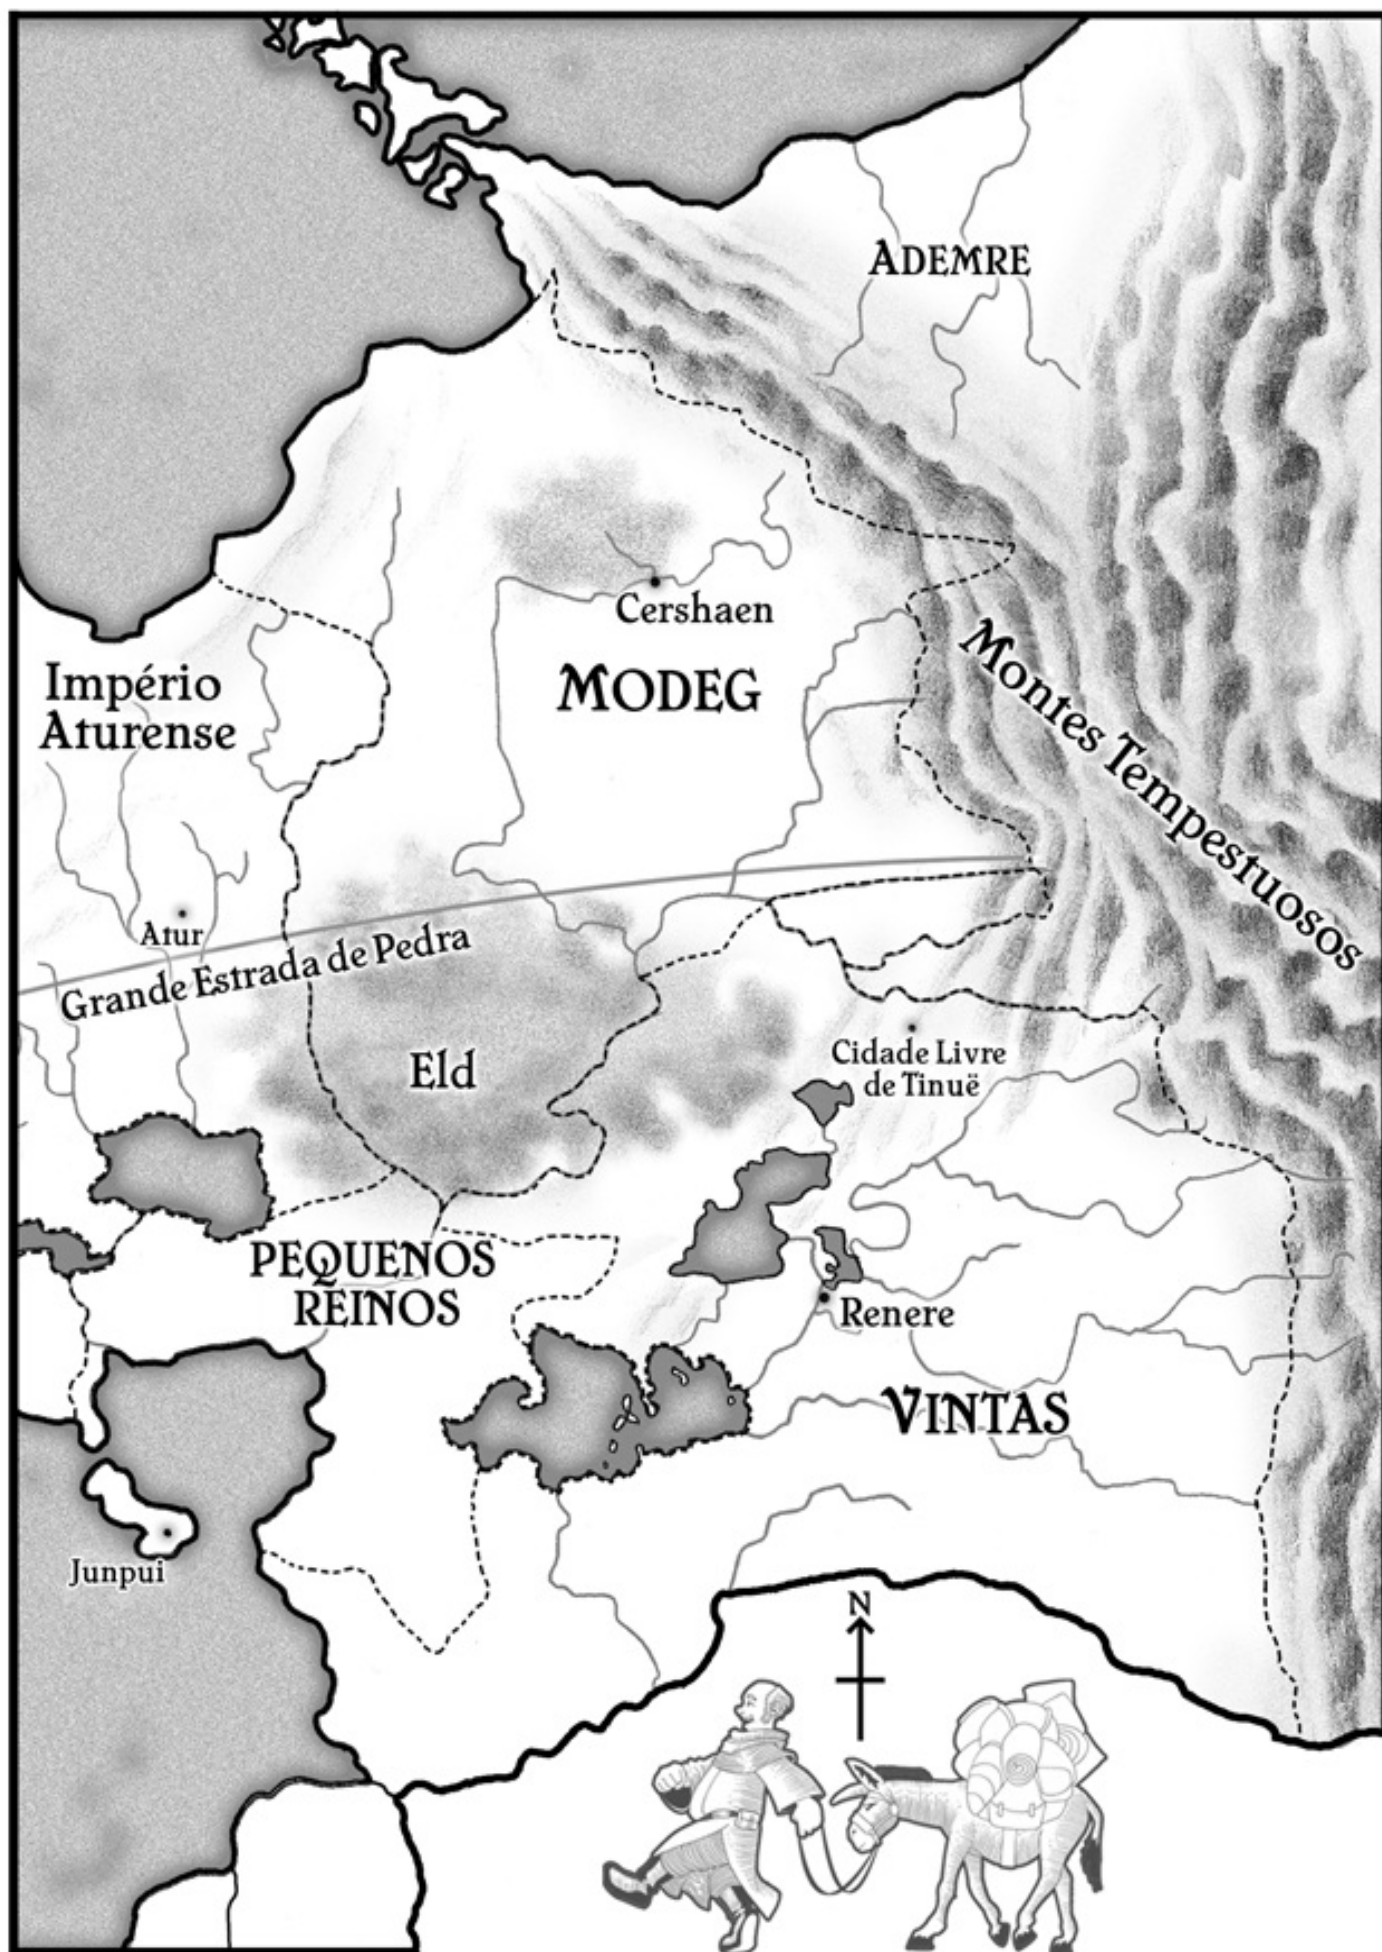 ADEMRE
Cershaen
MODEG
Império
Aturense
Montes Tempestuosos
Atur
Grande Estrada de Pedra
Eld
Cidade Livre
de Tinuë
PEQUENOS
REINOS
Renere
VINTAS
Junpui
N